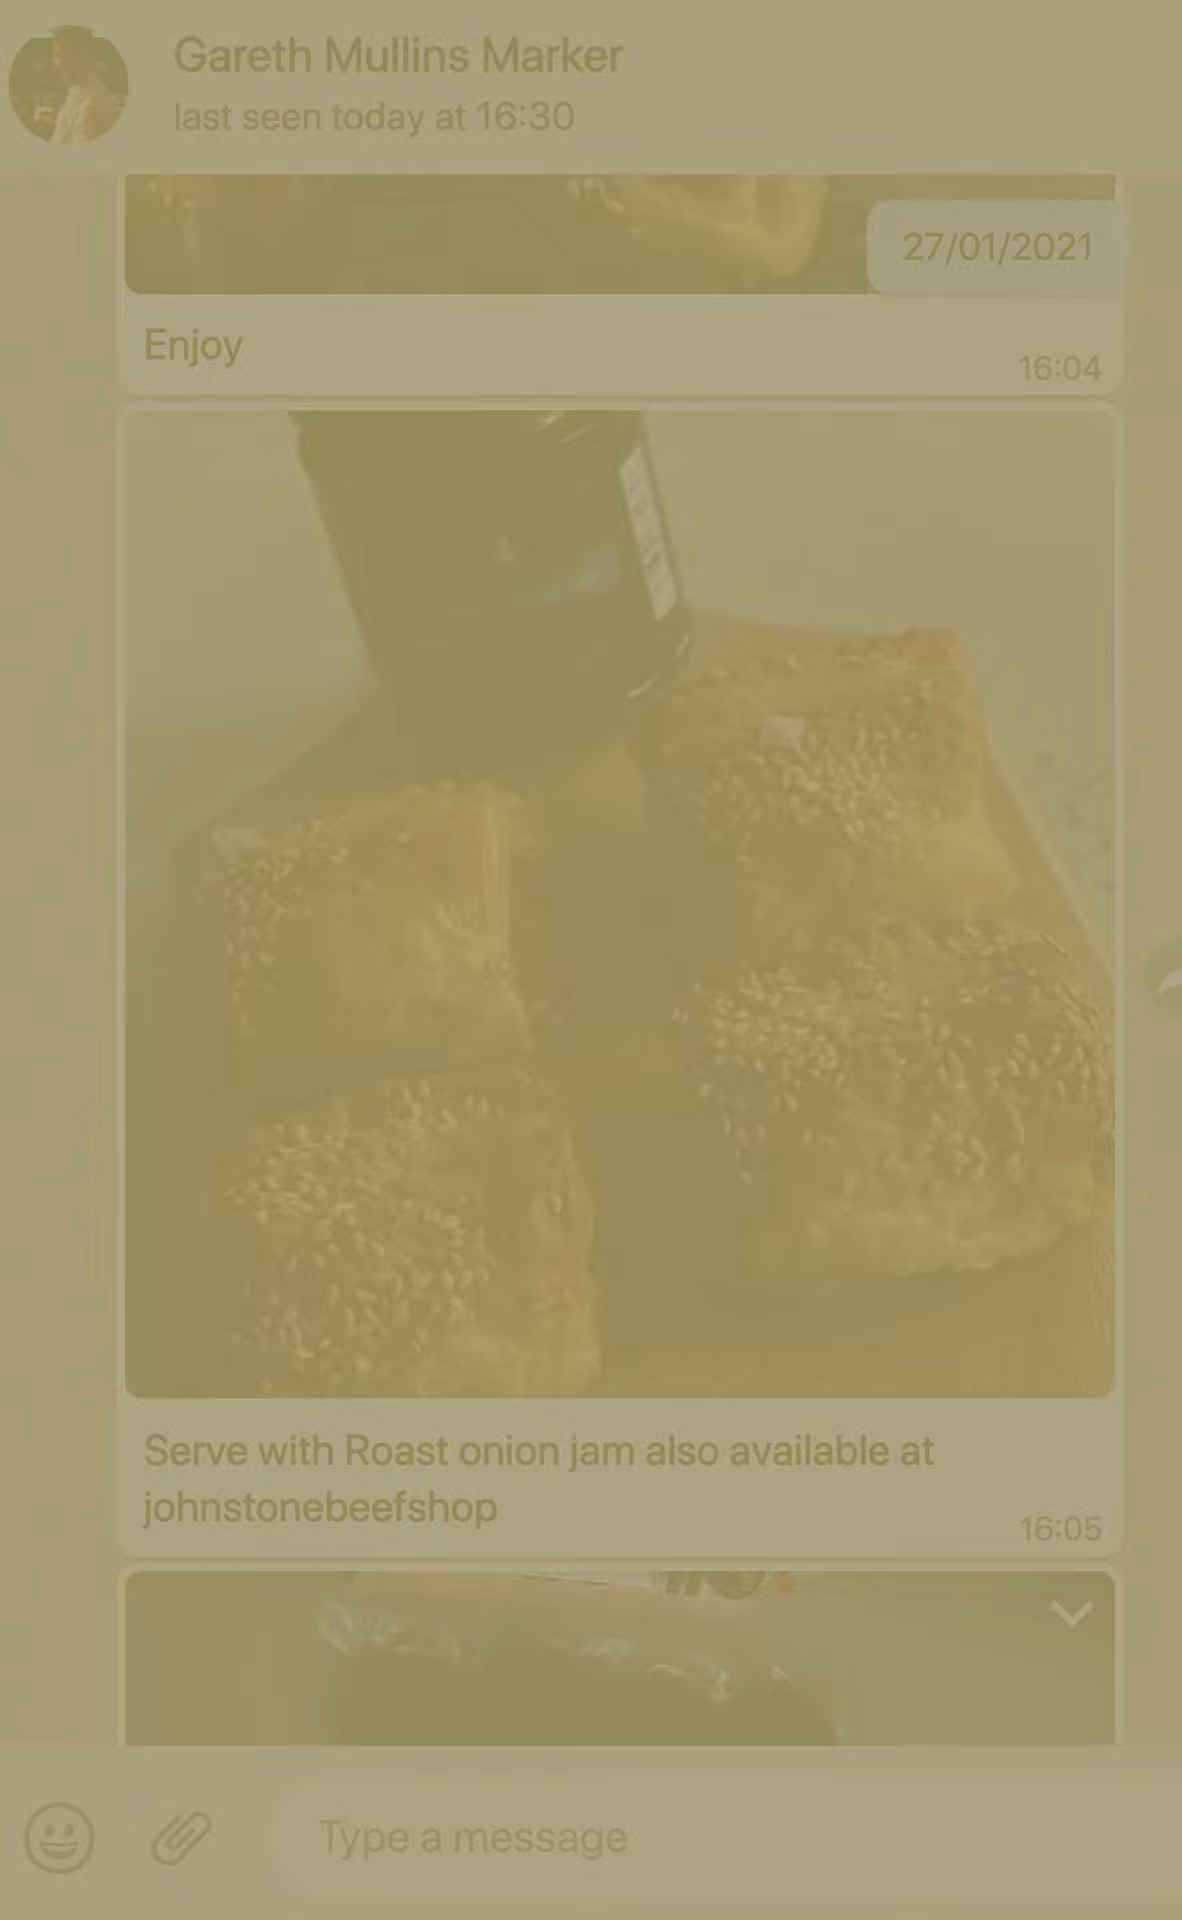 Gareth Mullins Marker
last seen today at 16:30
27/01/2021
Enjoy
16:04
Serve with Roast onion jam also available at
johnstonebeefshop
16:05
Type a message